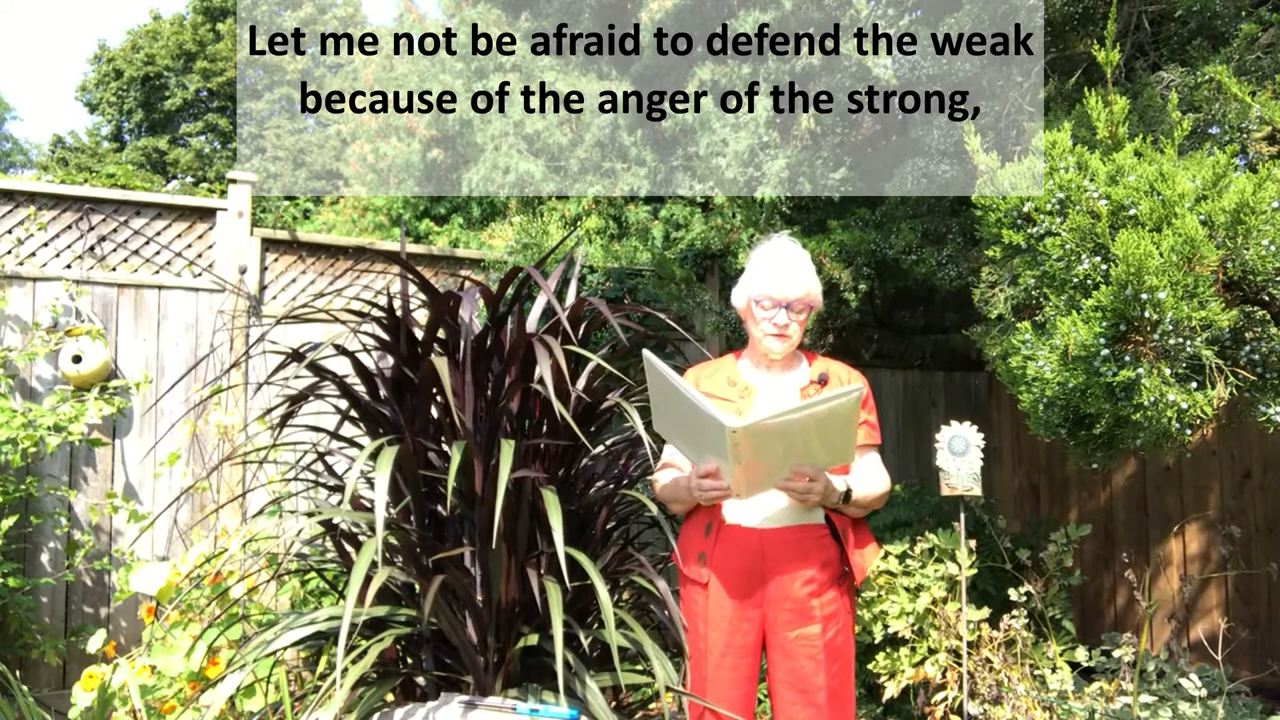 Let me not be afraid to defend the weak
because of the anger of the strong,